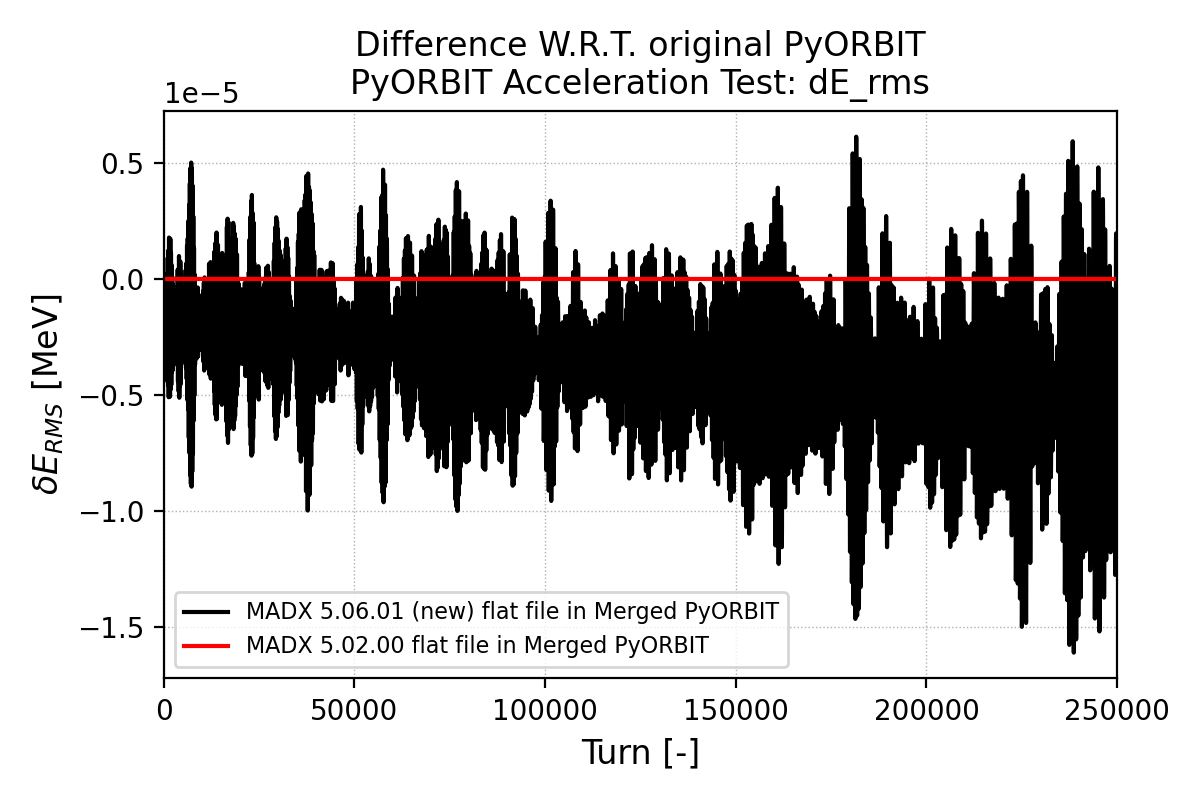 Difference W.R.T. original PyORBIT
PyORBIT Acceleration Test: dE_rms
1e−5
0.5
0.0
−0.5
−1.0
−1.5
δE_RMS [MeV]
MADX 5.06.01 (new) flat file in Merged PyORBIT
MADX 5.02.00 flat file in Merged PyORBIT
0 50000 100000 150000 200000 250000
Turn [-]